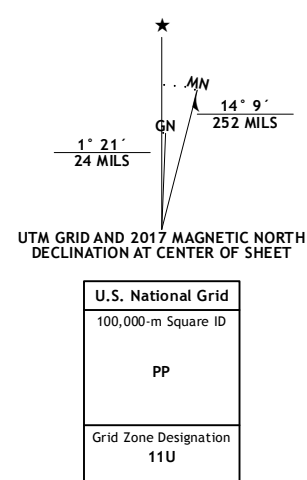 ★
MN
GN
14° 9´
252 MILS
1° 21´
24 MILS
UTM GRID AND 2017 MAGNETIC NORTH
DECLINATION AT CENTER OF SHEET
U.S. National Grid
100,000-m Square ID
PP
Grid Zone Designation
11U